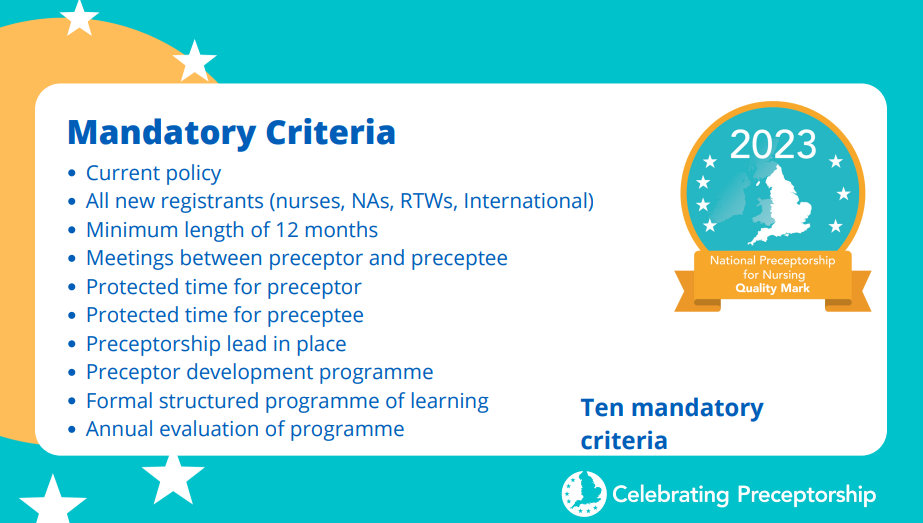 Mandatory Criteria
Current policy
All new registrants (nurses, NAs, RTWs, International)
Minimum length of 12 months
Meetings between preceptor and preceptee
Protected time for preceptor
Protected time for preceptee
Preceptorship lead in place
Preceptor development programme
Formal structured programme of learning
Annual evaluation of programme
2023
National Preceptorship
for Nursing
Quality Mark
Ten mandatory
criteria
Celebrating Preceptorship